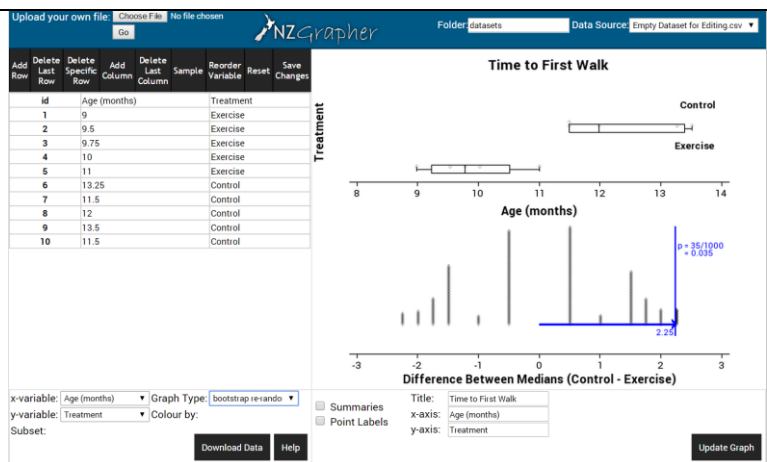 Upload your own file: Choose File No file chosen
Go
NZGrapher
Folder: datasets
Data Source: Empty Dataset for Editing.csv
Add Row
Delete Last Row
Delete Specific Row
Add Column
Delete Last Column
Sample
Reorder Variable
Reset
Save Changes
id Age (months) Treatment
1 9 Exercise
2 9.5 Exercise
3 9.75 Exercise
4 10 Exercise
5 11 Exercise
6 13.25 Control
7 11.5 Control
8 12 Control
9 13.5 Control
10 11.5 Control
Time to First Walk
Treatment
Control
Exercise
8 9 10 11 12 13 14
Age (months)
p = 35/1000
= 0.035
2.25
-3 -2 -1 0 1 2 3
Difference Between Medians (Control - Exercise)
x-variable: Age (months) Graph Type: bootstrap re-rando
y-variable: Treatment Colour by:
Subset:
Download Data Help
Summaries
Point Labels
Title: Time to First Walk
x-axis: Age (months)
y-axis: Treatment
Update Graph